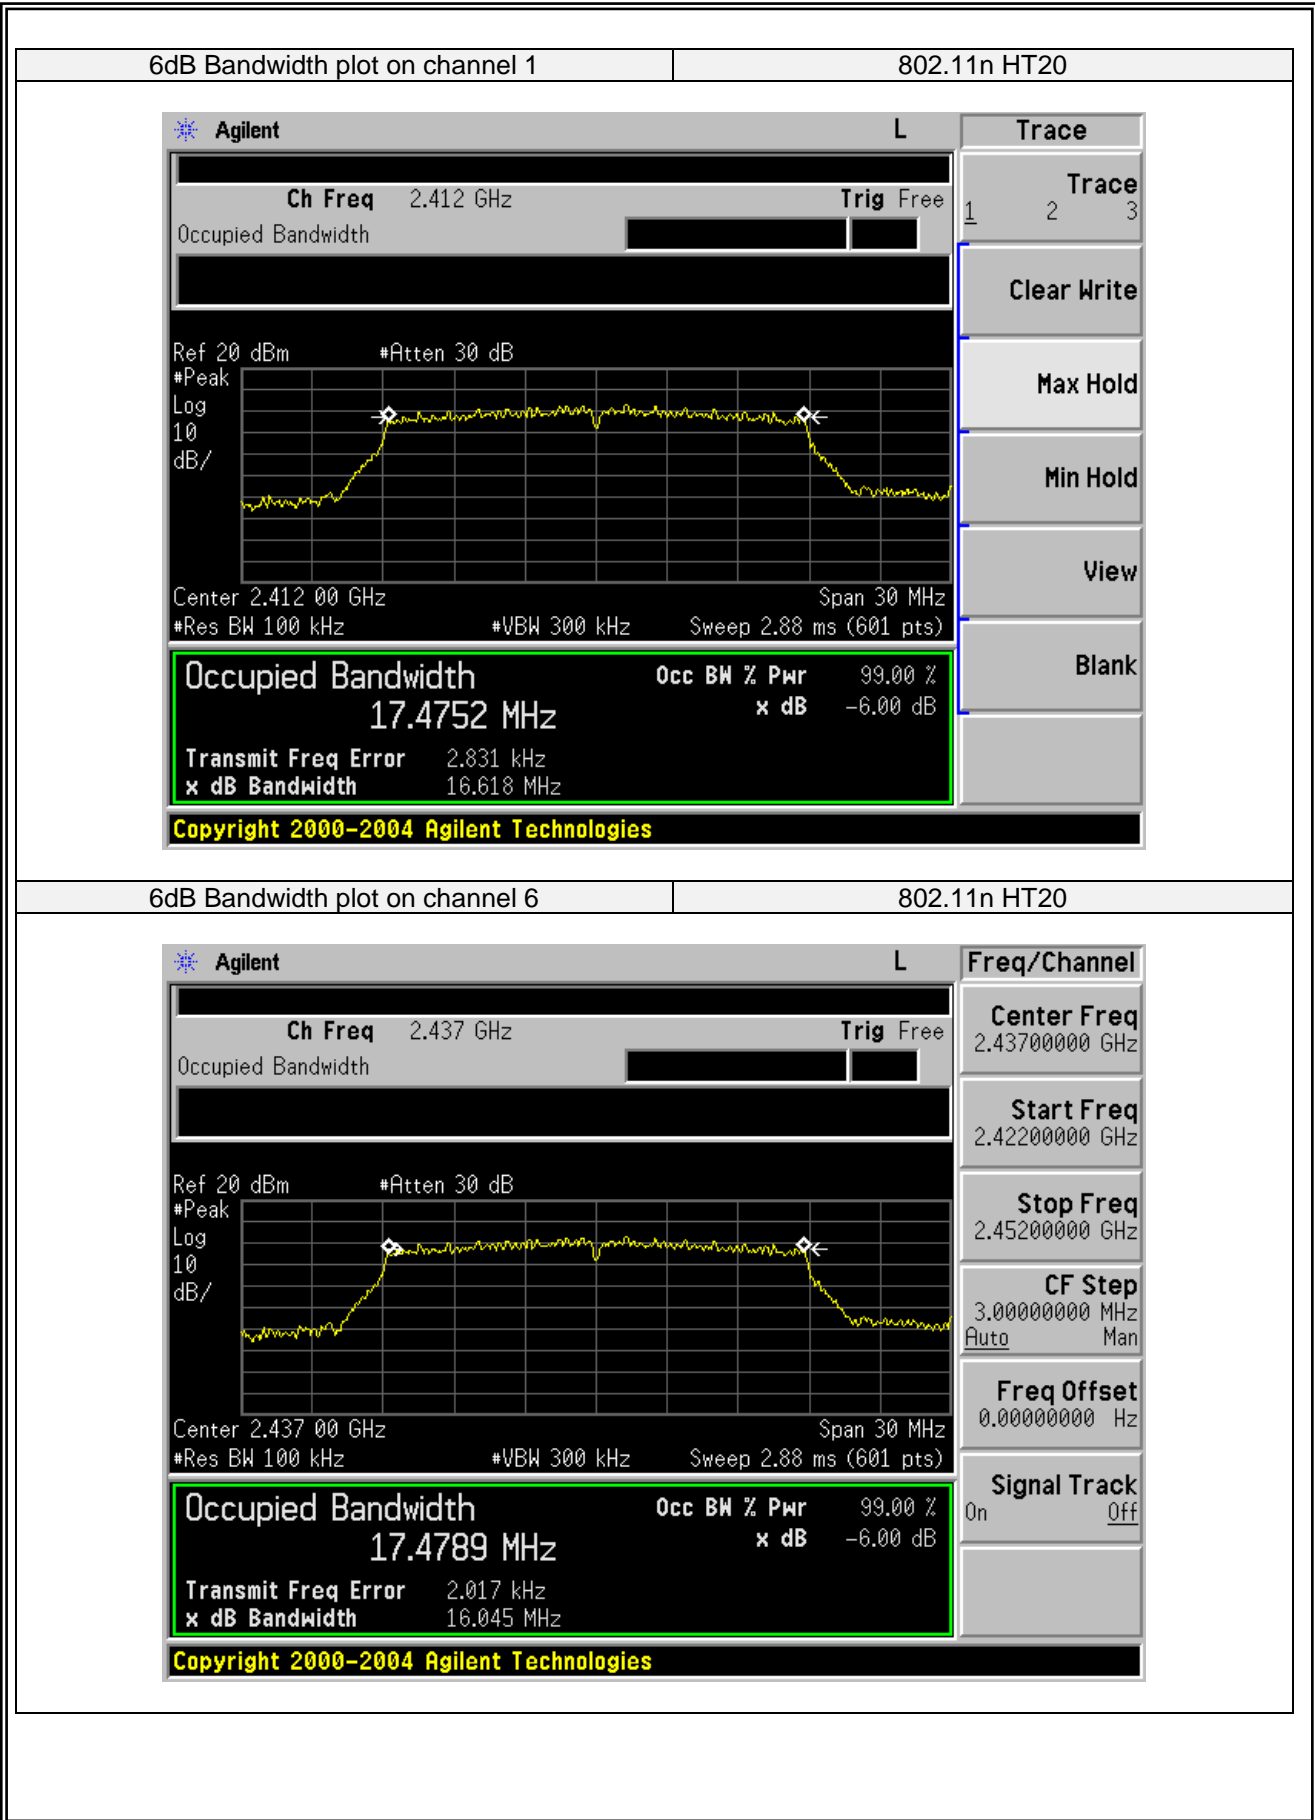 6dB Bandwidth plot on channel 1 802.11n HT20
Agilent L Trace
Ch Freq 2.412 GHz Trig Free
Occupied Bandwidth
Trace
1 2 3
Clear Write
Max Hold
Min Hold
View
Blank
Ref 20 dBm #Atten 30 dB
#Peak
Log
10
dB/
Center 2.412 00 GHz Span 30 MHz
#Res BW 100 kHz #VBW 300 kHz Sweep 2.88 ms (601 pts)
Occupied Bandwidth Occ BW % Pwr 99.00 %
17.4752 MHz x dB -6.00 dB
Transmit Freq Error 2.831 kHz
x dB Bandwidth 16.618 MHz
Copyright 2000-2004 Agilent Technologies
6dB Bandwidth plot on channel 6 802.11n HT20
Agilent L Freq/Channel
Ch Freq 2.437 GHz Trig Free
Occupied Bandwidth
Center Freq
2.43700000 GHz
Start Freq
2.42200000 GHz
Stop Freq
2.45200000 GHz
CF Step
3.00000000 MHz
Auto Man
Freq Offset
0.00000000 Hz
Signal Track
On Off
Ref 20 dBm #Atten 30 dB
#Peak
Log
10
dB/
Center 2.437 00 GHz Span 30 MHz
#Res BW 100 kHz #VBW 300 kHz Sweep 2.88 ms (601 pts)
Occupied Bandwidth Occ BW % Pwr 99.00 %
17.4789 MHz x dB -6.00 dB
Transmit Freq Error 2.017 kHz
x dB Bandwidth 16.045 MHz
Copyright 2000-2004 Agilent Technologies